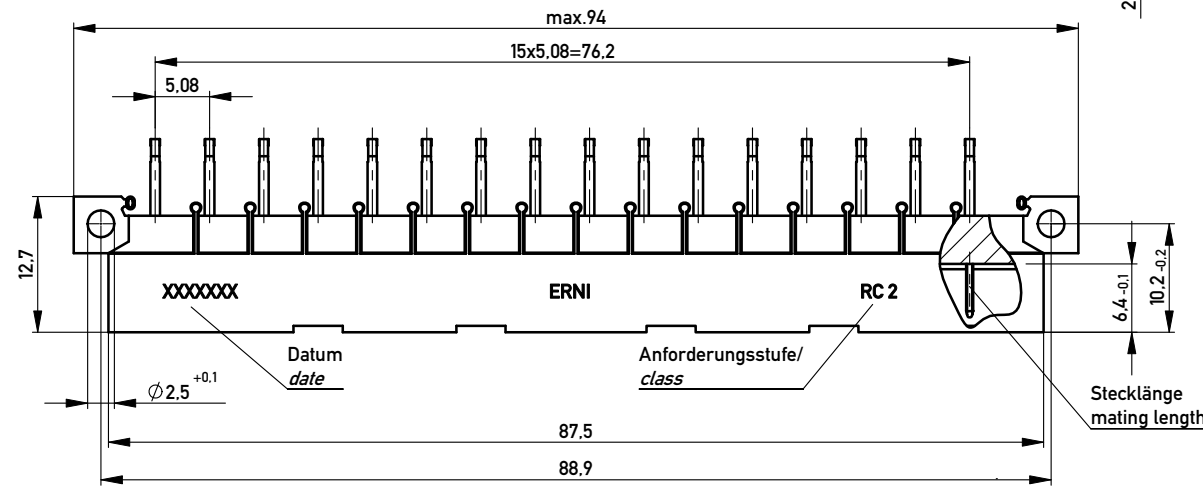 2
max.94
15x5,08=76,2
5,08
12,7
XXXXXXX
ERNI
RC 2
6,4 -0,1
10,2 -0,2
Datum
date
Anforderungsstufe/
class
∅2,5 +0,1
Stecklänge
mating length
87,5
88,9